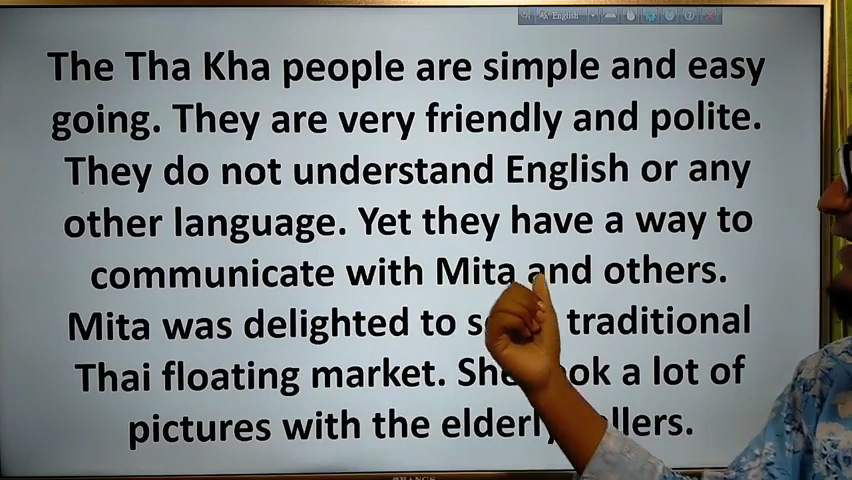 English
The Tha Kha people are simple and easy
going. They are very friendly and polite.
They do not understand English or any
other language. Yet they have a way to
communicate with Mita and others.
Mita was delighted to traditional
Thai floating market. She a lot of
pictures with the elderly